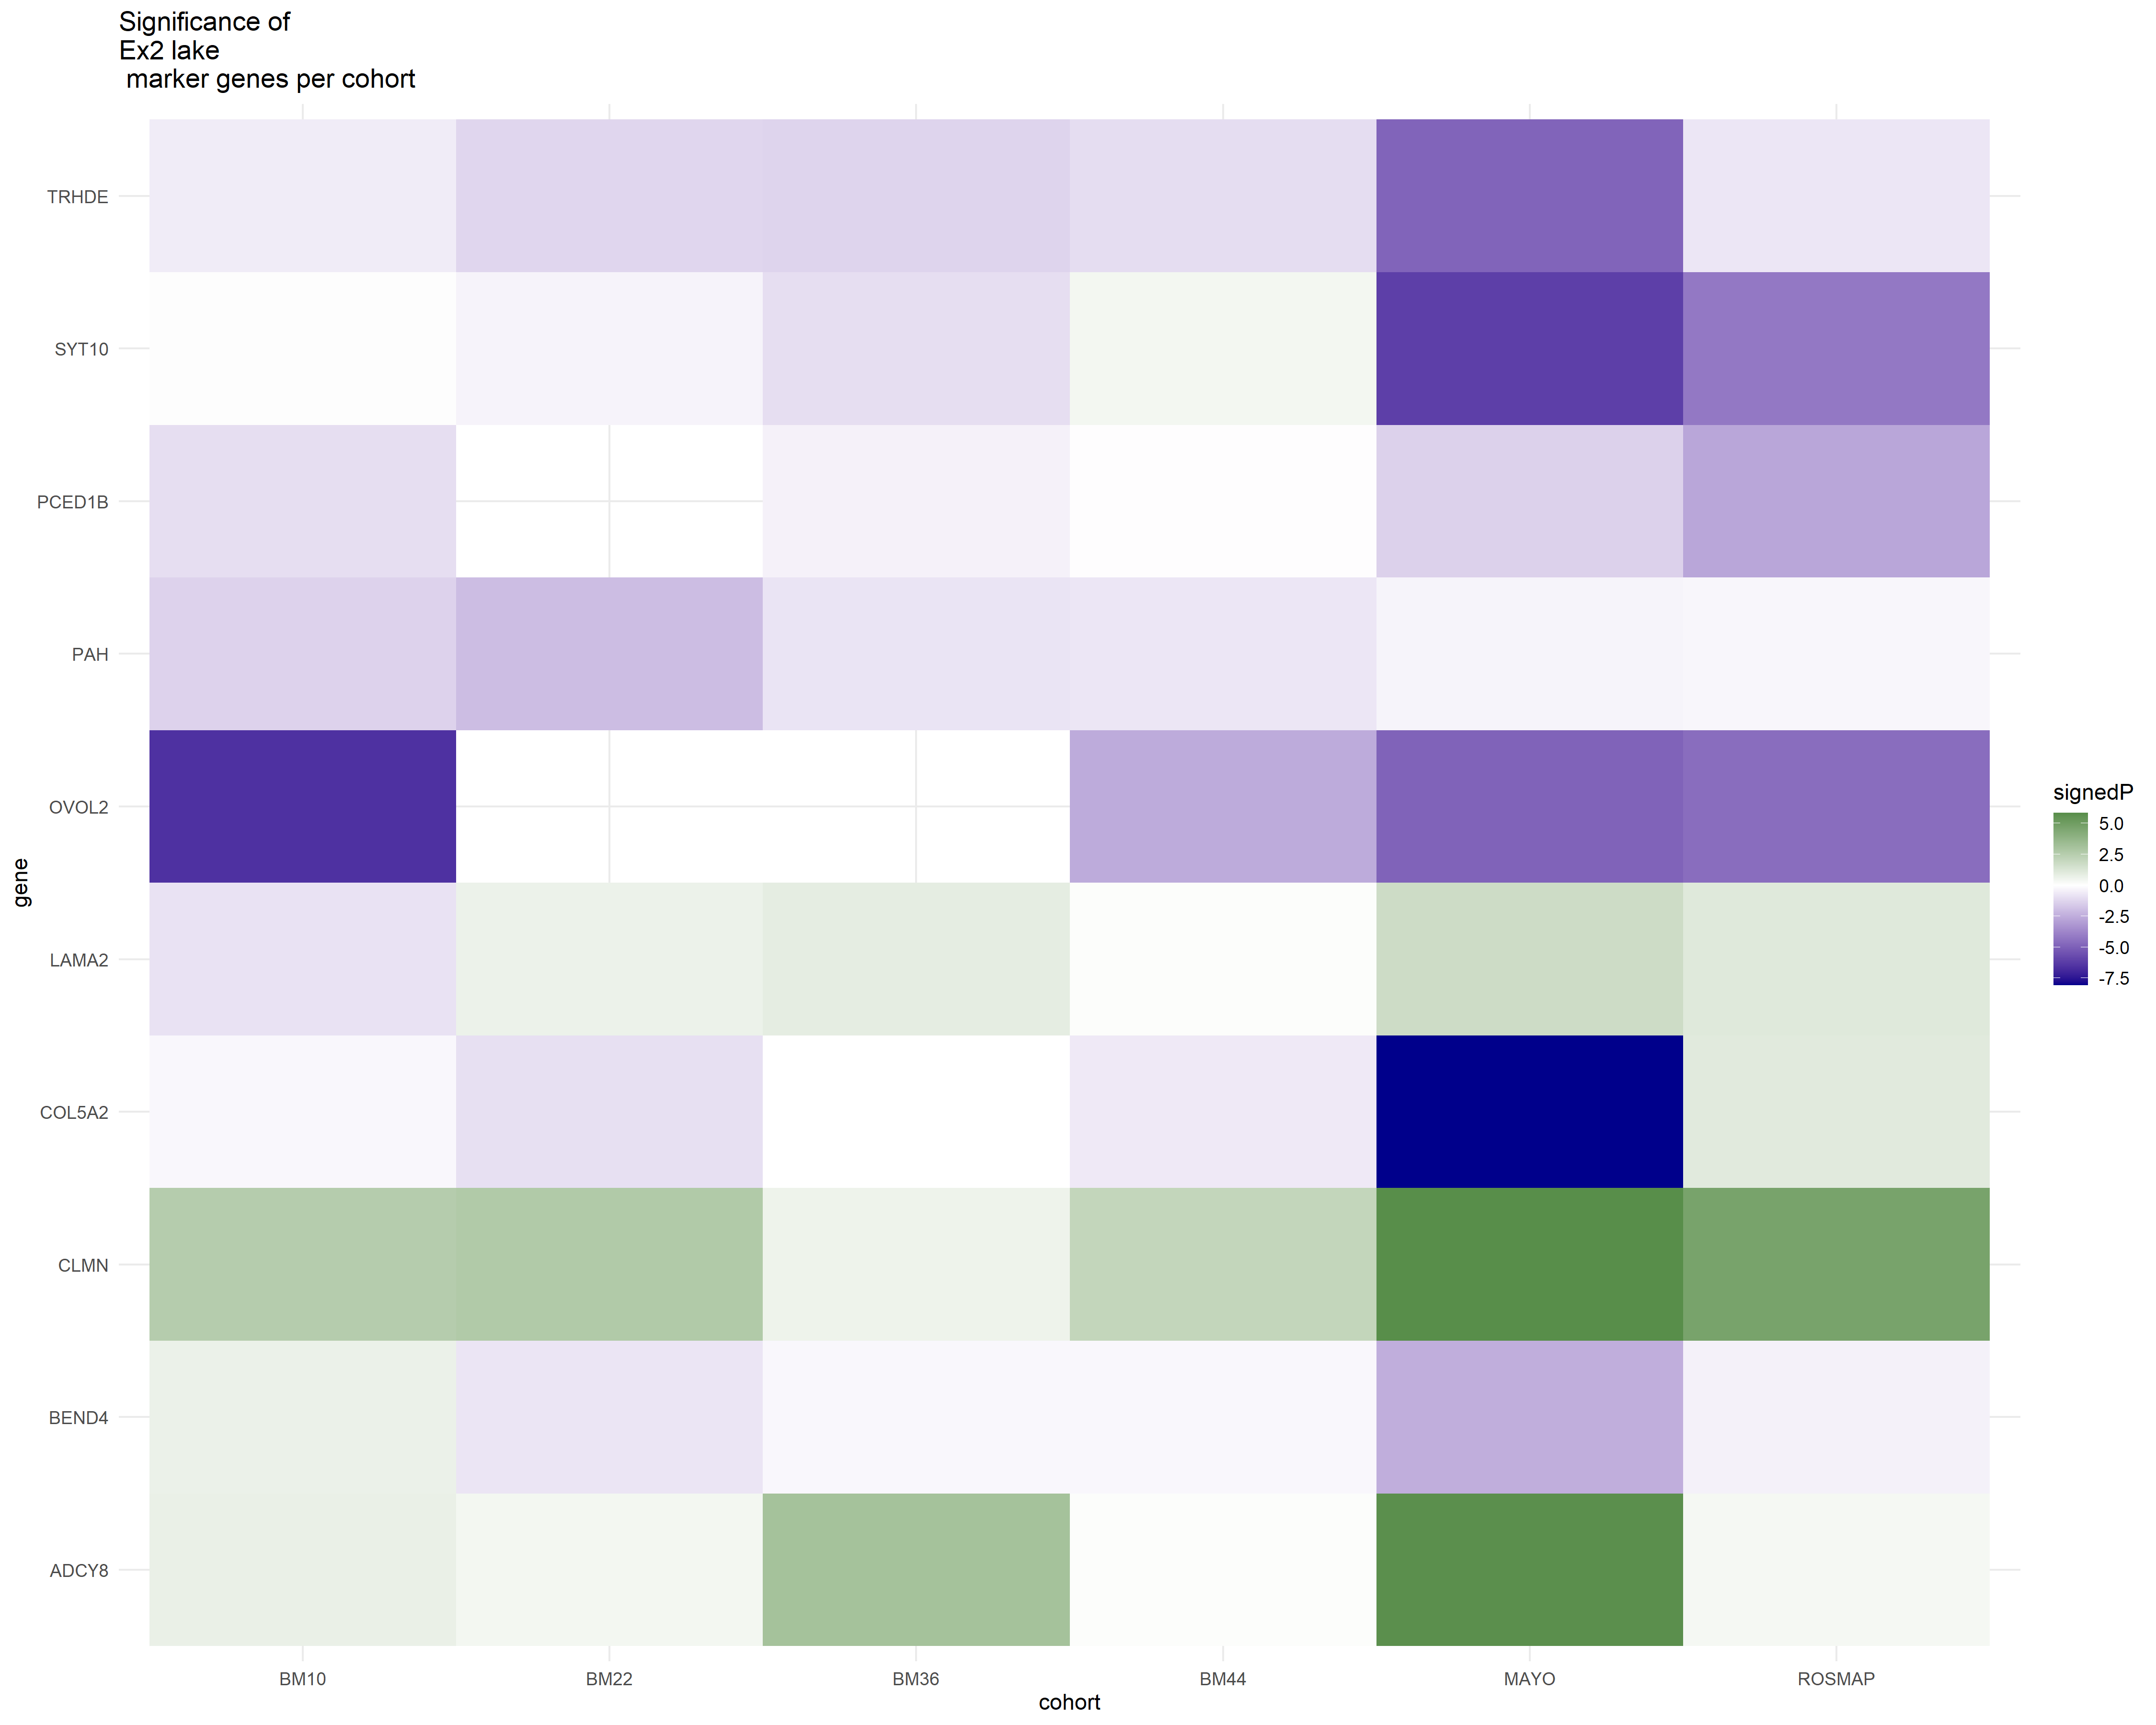 Significance of
Ex2 lake
marker genes per cohort
TRHDE
SYT10
PCED1B
PAH
OVOL2
LAMA2
COL5A2
CLMN
BEND4
ADCY8
gene
BM10
BM22
BM36
BM44
MAYO
ROSMAP
cohort
signedP
5.0
2.5
0.0
-2.5
-5.0
-7.5